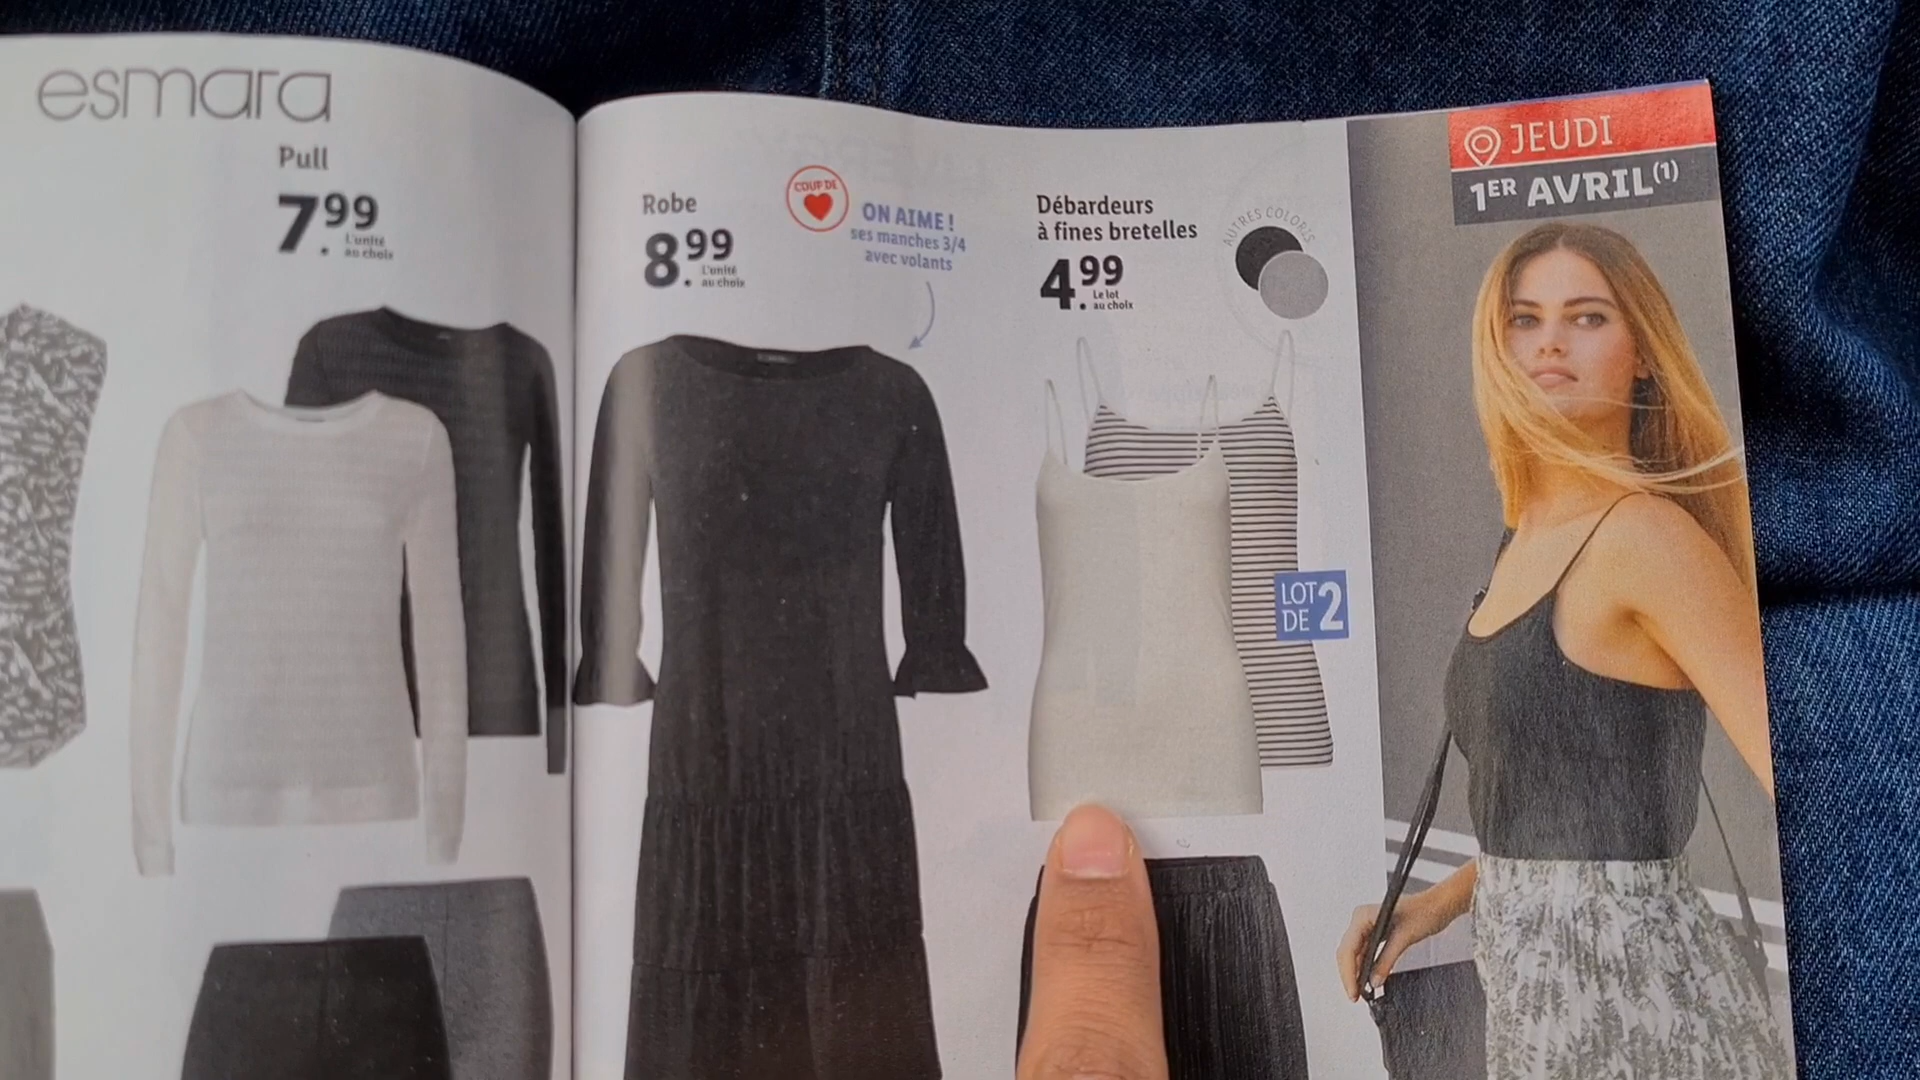 esmara
Pull
7.99
L'unité
au choix
Robe
8.99
L'unité
au choix
COUP DE
ON AIME !
ses manches 3/4
avec volants
Débardeurs
à fines bretelles
4.99
Le lot
au choix
AUTRES COLORIS
LOT
DE 2
JEUDI
1ER AVRIL(1)